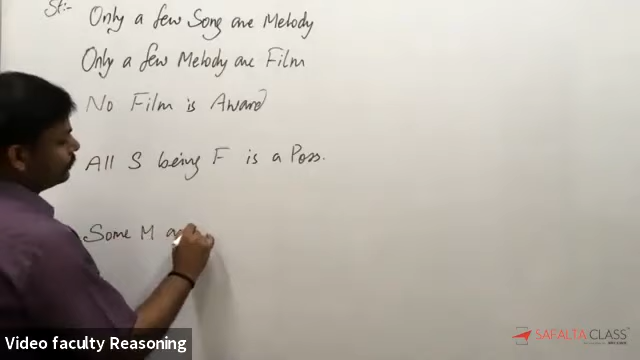 St:-
Only a few Song are Melody
Only a few Melody are Film
No Film is Award
All S being F is a Poss.
Some M a
SAFALTA CLASS
Video faculty Reasoning